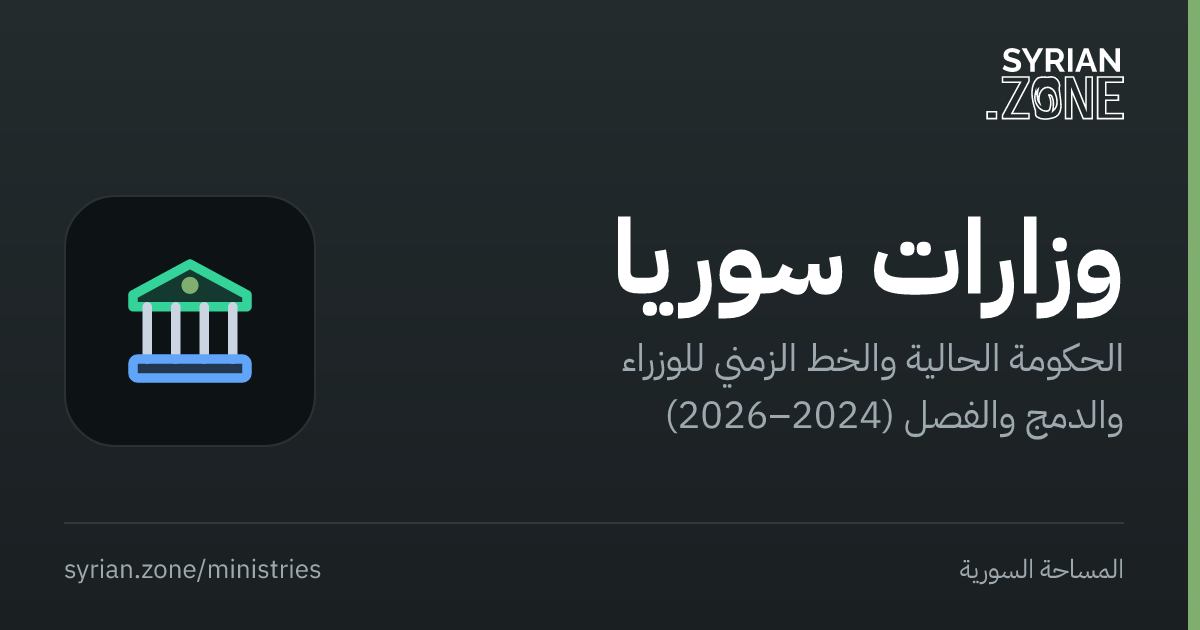 SYRIAN
.ZONE
وزارات سوريا
الحكومة الحالية والخط الزمني للوزراء
والدمج والفصل (2024–2026)
المساحة السورية
syrian.zone/ministries